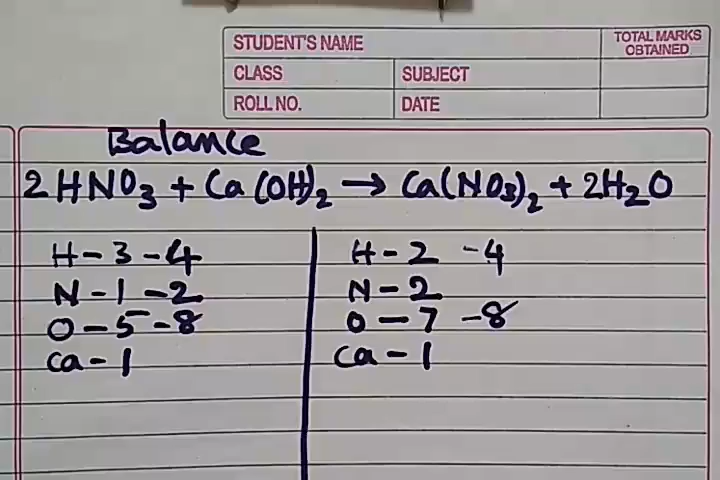 STUDENT'S NAME
TOTAL MARKS OBTAINED
CLASS SUBJECT
ROLL NO. DATE
Balance
2HNO₃ + Ca(OH)₂ → Ca(NO₃)₂ + 2H₂O
H - 3 - 4 H - 2 - 4
N - 1 - 2 N - 2
O - 5 - 8 O - 7 - 8
Ca - 1 Ca - 1